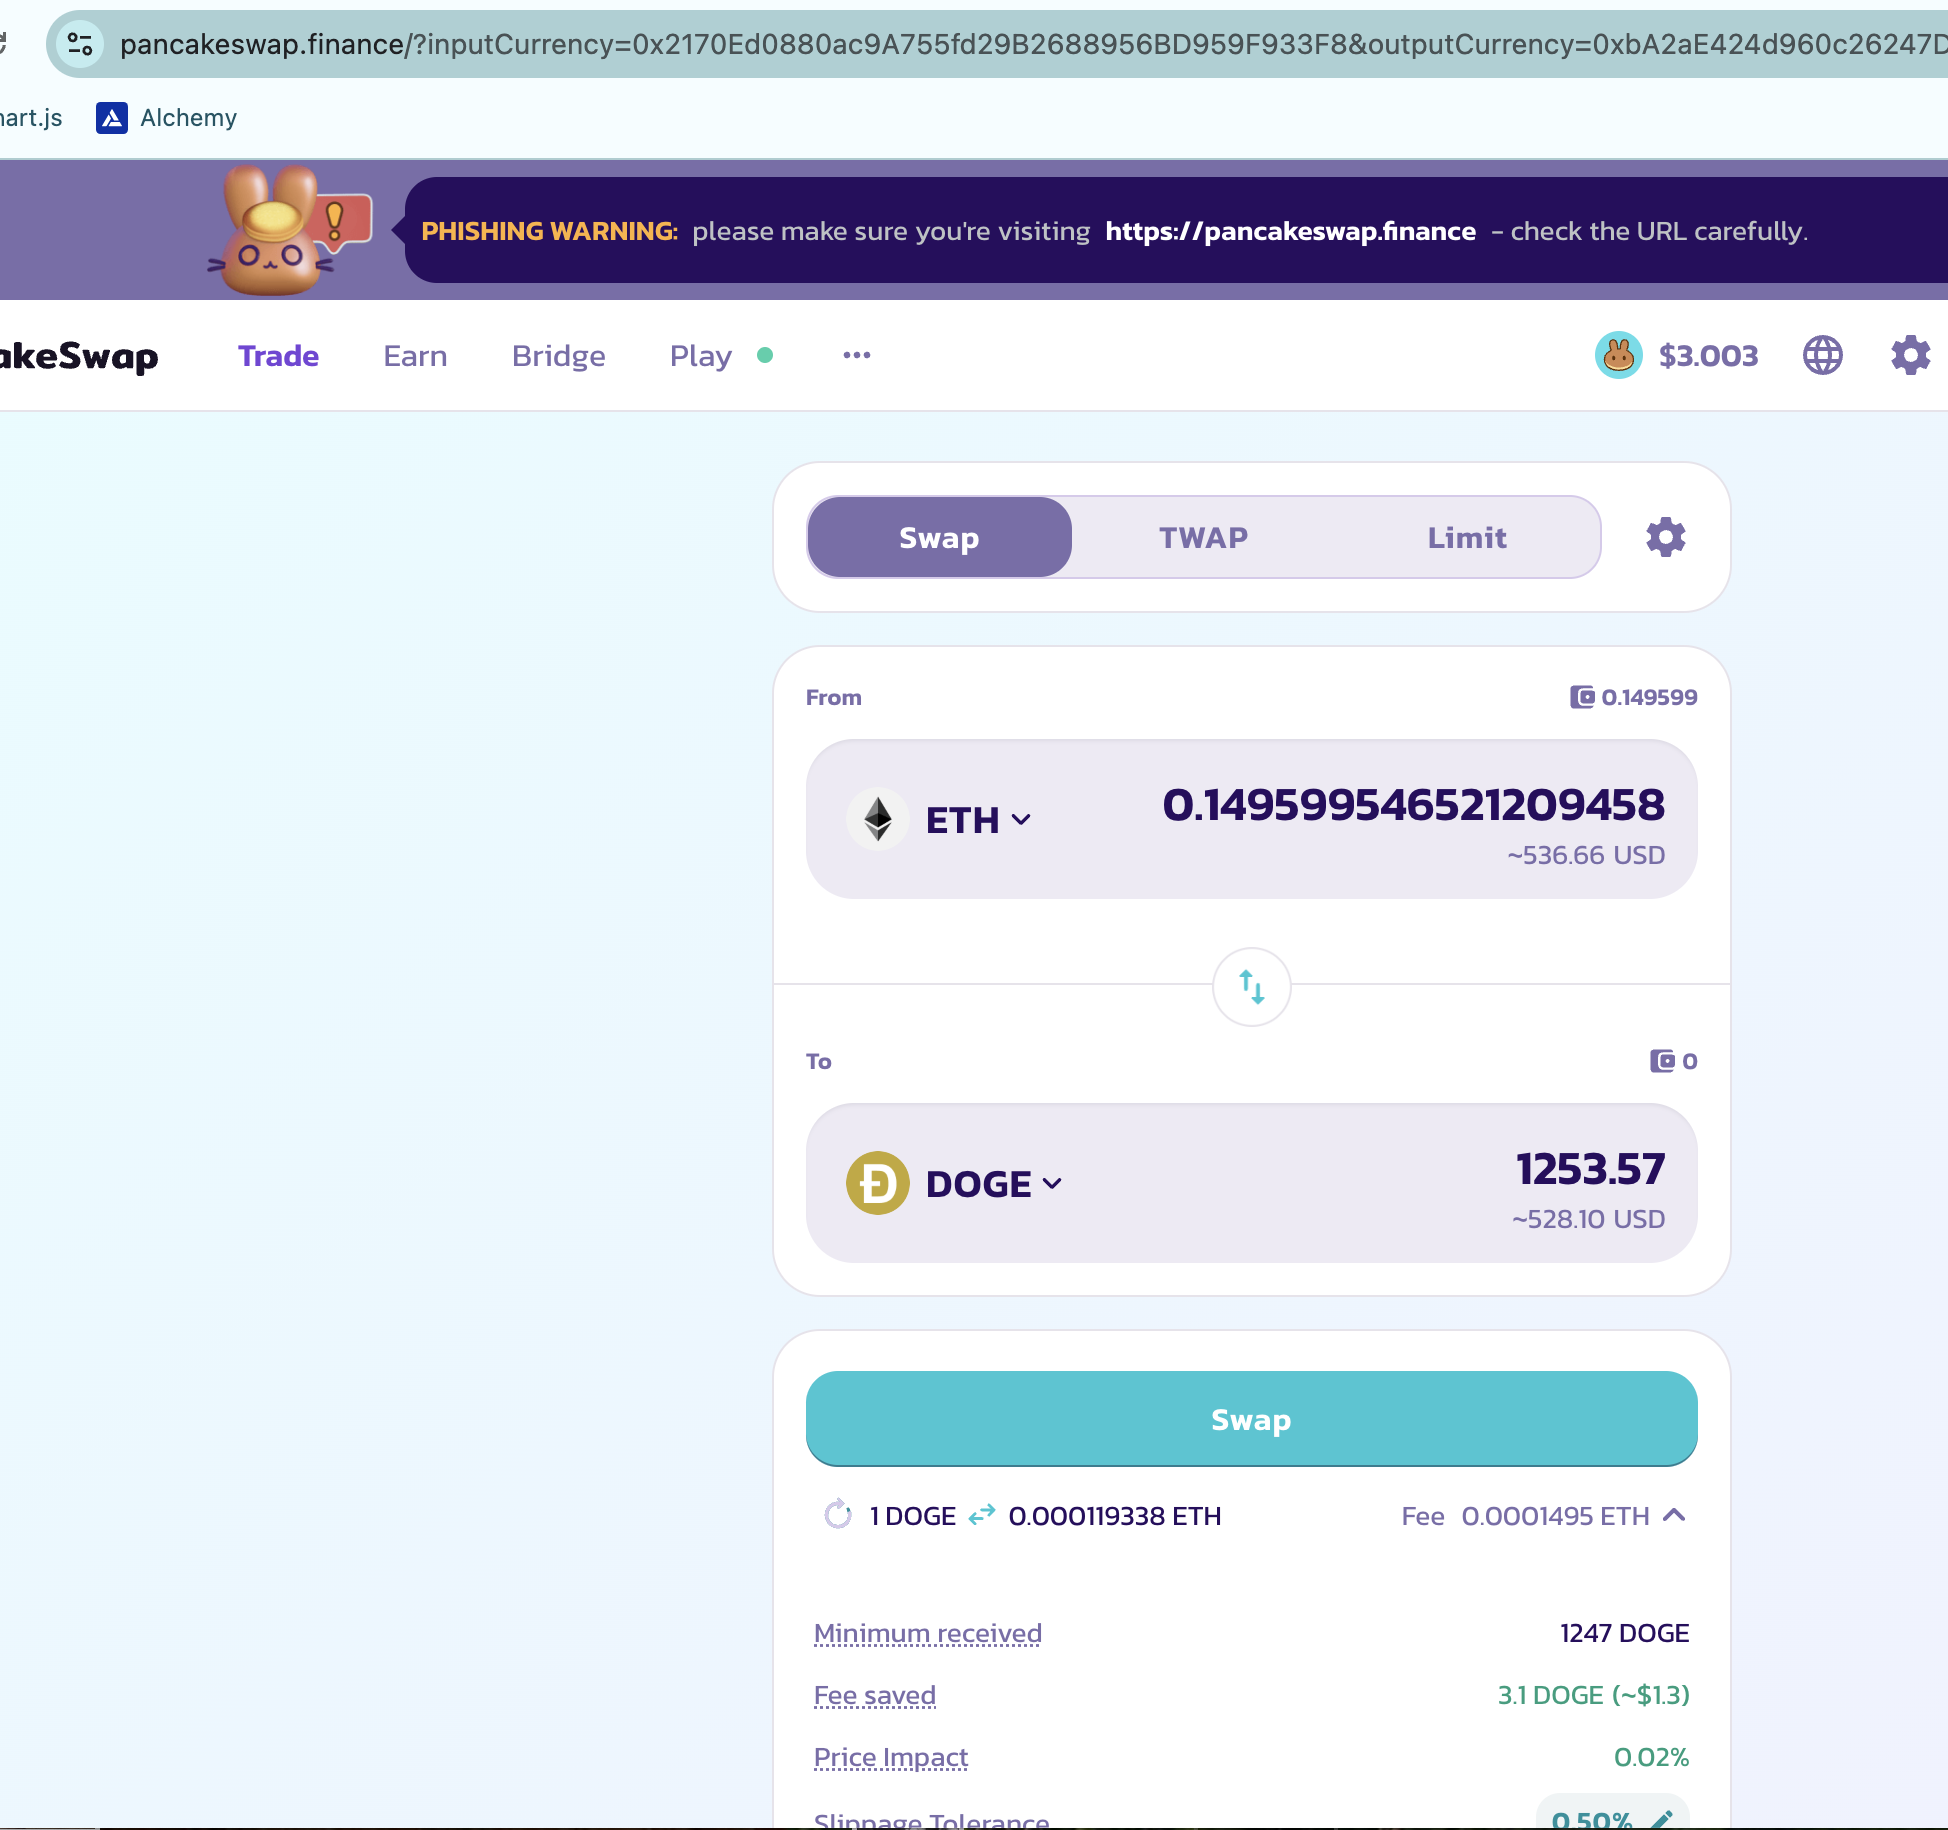 pancakeswap.finance/?inputCurrency=0x2170Ed0880ac9A755fd29B2688956BD959F933F8&outputCurrency=0xbA2aE424d960c26247D
art.js Alchemy
PHISHING WARNING: please make sure you're visiting https://pancakeswap.finance - check the URL carefully.
akeSwap Trade Earn Bridge Play ••• $3.003
Swap TWAP Limit
From 0.149599
ETH 0.149599546521209458
~536.66 USD
To 0
DOGE 1253.57
~528.10 USD
Swap
1 DOGE ⇄ 0.000119338 ETH Fee 0.0001495 ETH
Minimum received 1247 DOGE
Fee saved 3.1 DOGE (~$1.3)
Price Impact 0.02%
Slippage Tolerance 0.50%